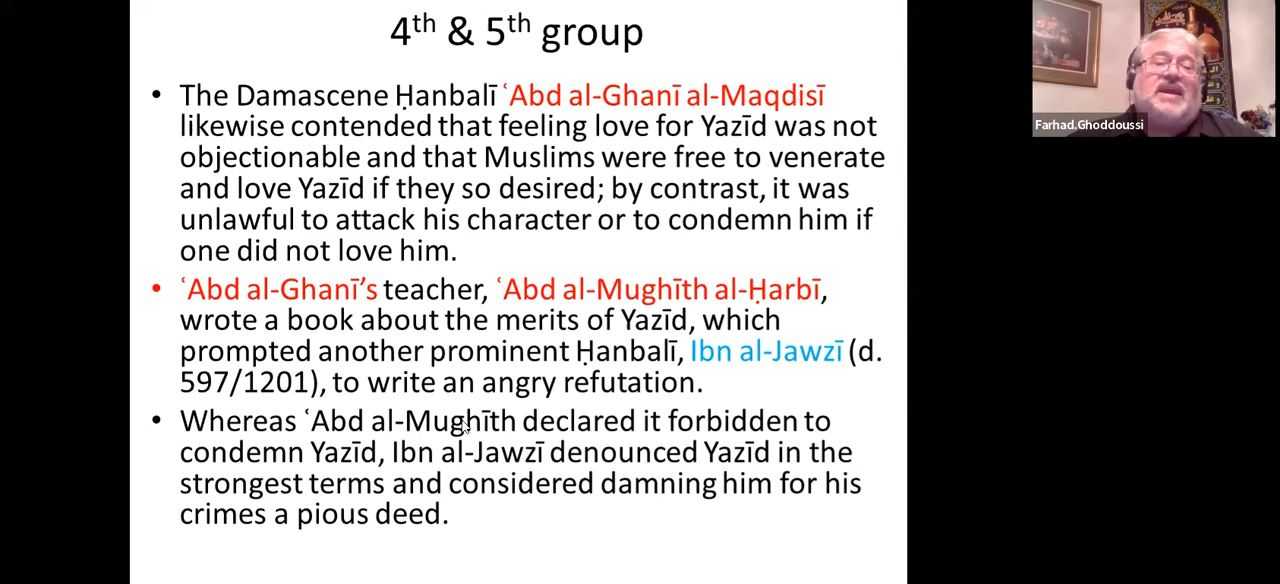 4th & 5th group
• The Damascene Ḥanbalī ʿAbd al-Ghanī al-Maqdisī
likewise contended that feeling love for Yazīd was not
objectionable and that Muslims were free to venerate
and love Yazīd if they so desired; by contrast, it was
unlawful to attack his character or to condemn him if
one did not love him.
• ʿAbd al-Ghanī’s teacher, ʿAbd al-Mughīth al-Ḥarbī,
wrote a book about the merits of Yazīd, which
prompted another prominent Ḥanbalī, Ibn al-Jawzī (d.
597/1201), to write an angry refutation.
• Whereas ʿAbd al-Mughīth declared it forbidden to
condemn Yazīd, Ibn al-Jawzī denounced Yazīd in the
strongest terms and considered damning him for his
crimes a pious deed.
Farhad,Ghoddoussi